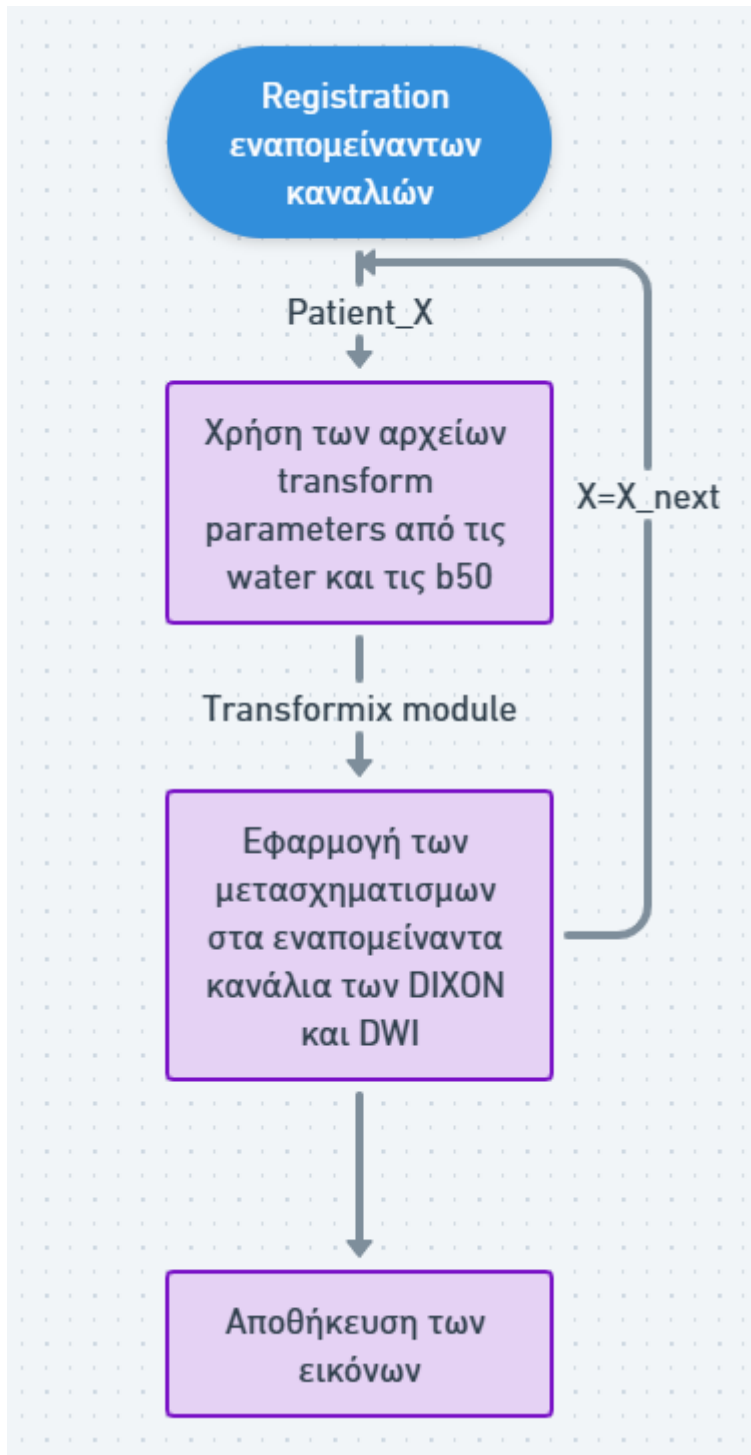 Registration
εναπομείναντων
καναλιών
Patient_X
Χρήση των αρχείων
transform
parameters από τις
water και τις b50
X=X_next
Transformix module
Εφαρμογή των
μετασχηματισμων
στα εναπομείναντα
κανάλια των DIXON
και DWI
Αποθήκευση των
εικόνων